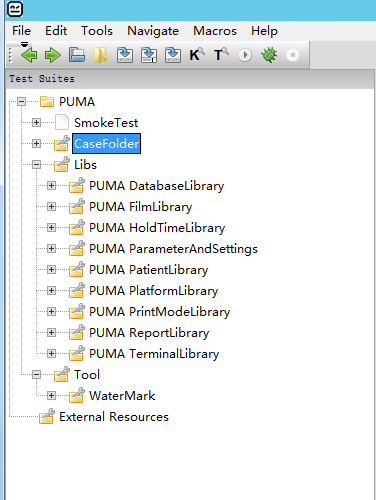 File Edit Tools Navigate Macros Help
K T
Test Suites
PUMA
SmokeTest
CaseFolder
Libs
PUMA DatabaseLibrary
PUMA FilmLibrary
PUMA HoldTimeLibrary
PUMA ParameterAndSettings
PUMA PatientLibrary
PUMA PlatformLibrary
PUMA PrintModeLibrary
PUMA ReportLibrary
PUMA TerminalLibrary
Tool
WaterMark
External Resources